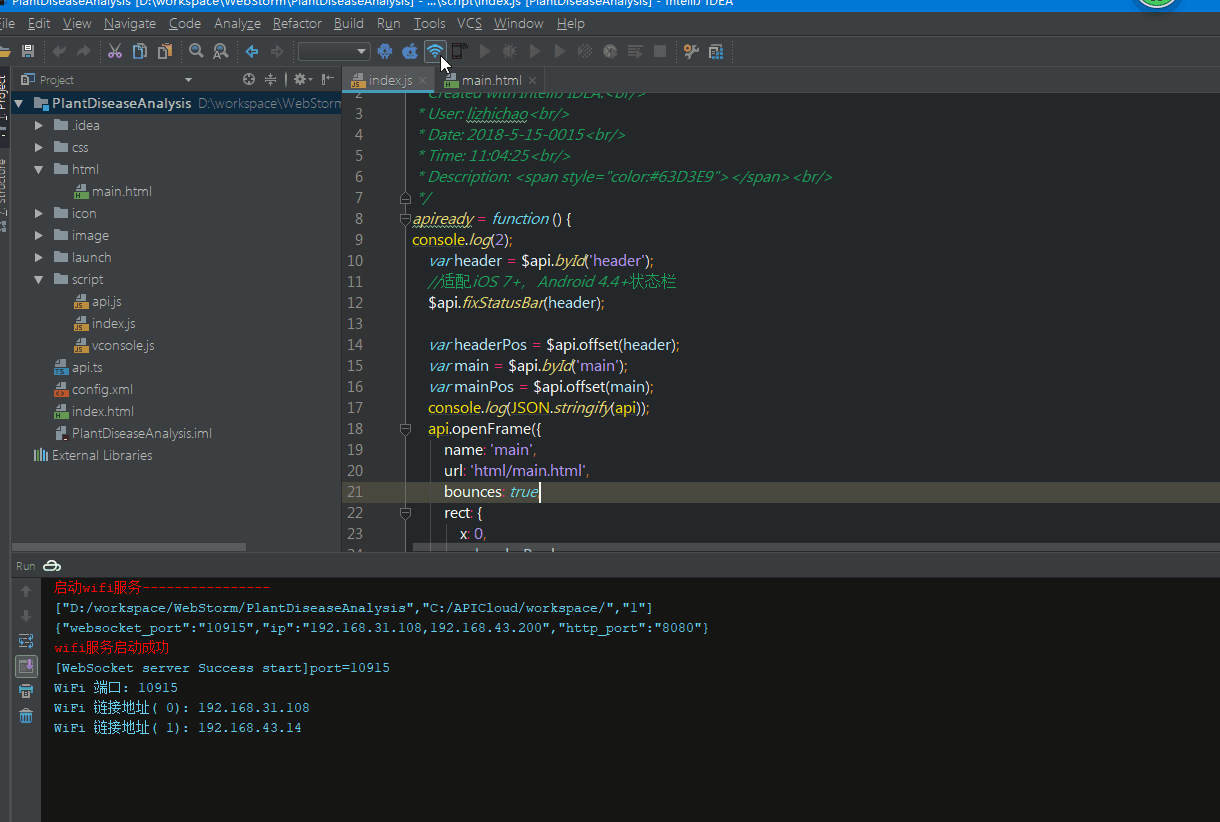 PlantDiseaseAnalysis [D:\workspace\WebStorm\PlantDiseaseAnalysis] - ...\script\index.js [PlantDiseaseAnalysis] - IntelliJ IDEA
File Edit View Navigate Code Analyze Refactor Build Run Tools VCS Window Help
Project
index.js
main.html
1: Project
Z: Structure
PlantDiseaseAnalysis D:\workspace\WebStorm
.idea
css
html
main.html
icon
image
launch
script
api.js
index.js
vconsole.js
api.ts
config.xml
index.html
PlantDiseaseAnalysis.iml
External Libraries
2 * Created with Intellib IDEA.<br/>
3 * User: lizhichao<br/>
4 * Date: 2018-5-15-0015<br/>
5 * Time: 11:04:25<br/>
6 * Description: <span style="color:#63D3E9"></span><br/>
7 */
8 apiready = function () {
9 console.log(2);
10 var header = $api.byId('header');
11 //适配iOS 7+, Android 4.4+状态栏
12 $api.fixStatusBar(header);
13
14 var headerPos = $api.offset(header);
15 var main = $api.byId('main');
16 var mainPos = $api.offset(main);
17 console.log(JSON.stringify(api));
18 api.openFrame({
19 name: 'main',
20 url: 'html/main.html',
21 bounces: true
22 rect: {
23 x: 0,
Run
启动wifi服务----------------
["D:/workspace/WebStorm/PlantDiseaseAnalysis","C:/APICloud/workspace/","1"]
{"websocket_port":"10915","ip":"192.168.31.108,192.168.43.200","http_port":"8080"}
wifi服务启动成功
[WebSocket server Success start]port=10915
WiFi 端口: 10915
WiFi 链接地址( 0): 192.168.31.108
WiFi 链接地址( 1): 192.168.43.14